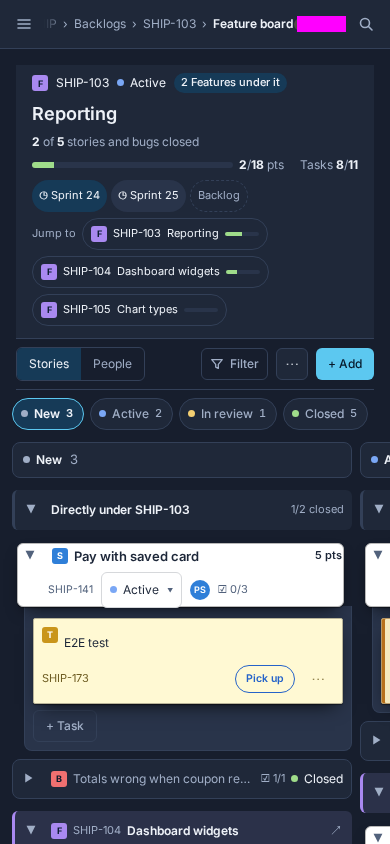 IP › Backlogs › SHIP-103 › Feature board
F SHIP-103 Active 2 Features under it
Reporting
2 of 5 stories and bugs closed
2/18 pts Tasks 8/11
Sprint 24 Sprint 25 Backlog
Jump to F SHIP-103 Reporting
F SHIP-104 Dashboard widgets
F SHIP-105 Chart types
Stories People Filter ... + Add
New 3 Active 2 In review 1 Closed 5
New 3 A
Directly under SHIP-103 1/2 closed
S Pay with saved card 5 pts
SHIP-141 Active PS 0/3
T E2E test
SHIP-173 Pick up ...
+ Task
B Totals wrong when coupon re... 1/1 Closed
F SHIP-104 Dashboard widgets